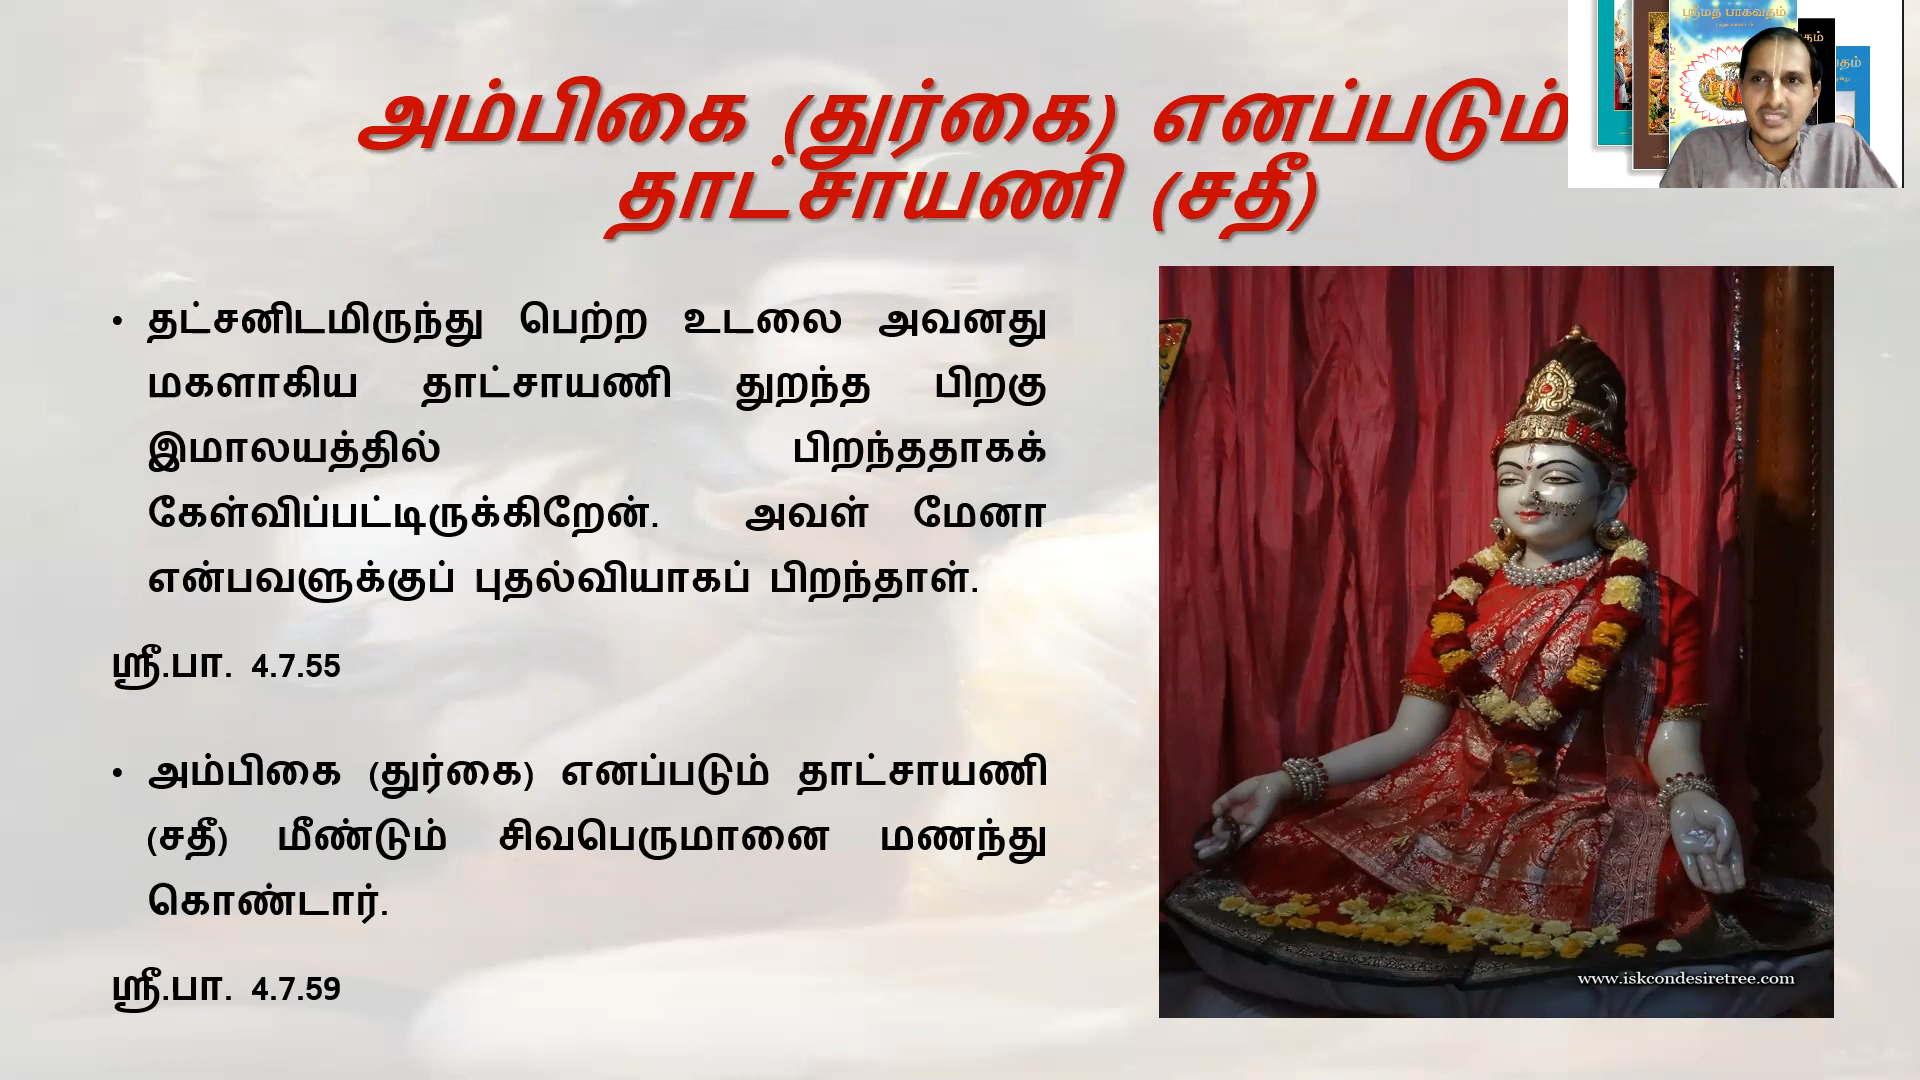 ஸ்ரீமத் பாகவதம்
அம்பிகை (துர்கை) எனப்படும்
தாட்சாயணி (சதீ)
• தட்சனிடமிருந்து பெற்ற உடலை அவனது
மகளாகிய தாட்சாயணி துறந்த பிறகு
இமாலயத்தில் பிறந்ததாகக்
கேள்விப்பட்டிருக்கிறேன். அவள் மேனா
என்பவளுக்குப் புதல்வியாகப் பிறந்தாள்.
ஸ்ரீ.பா. 4.7.55
• அம்பிகை (துர்கை) எனப்படும் தாட்சாயணி
(சதீ) மீண்டும் சிவபெருமானை மணந்து
கொண்டார்.
ஸ்ரீ.பா. 4.7.59
www.iskcondesiretree.com